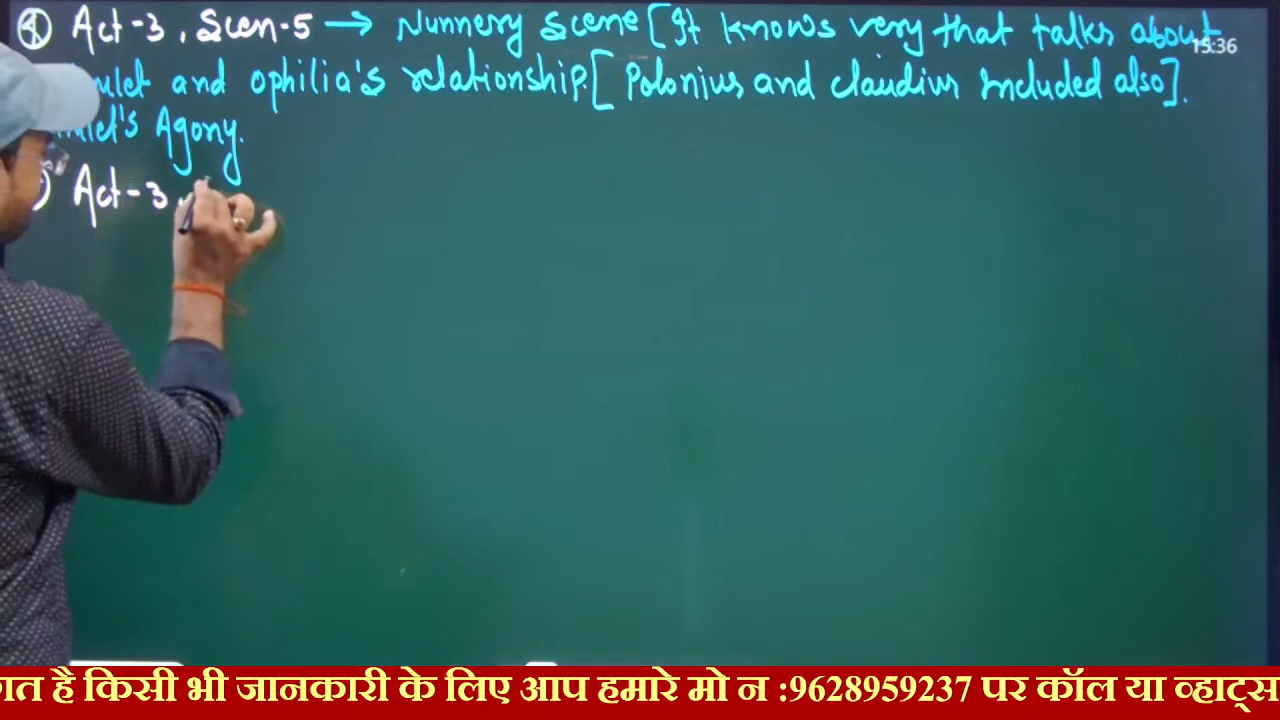 ④ Act-3, Scen-5 → Nunnery Scene [It knows very that talks about
15:36
and ophilia's relationship. [Polonius and claudius Included also].
Agony.
Act-3,
है किसी भी जानकारी के लिए आप हमारे मो न :9628959237 पर कॉल या व्हाट्स